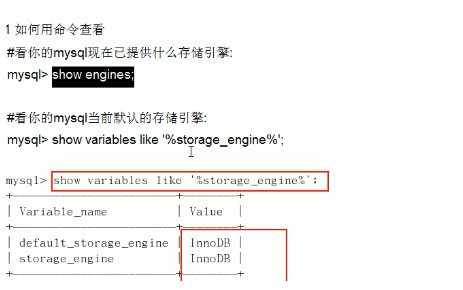 1 如何用命令查看
#看你的mysql现在已提供什么存储引擎:
mysql> show engines;
#看你的mysql当前默认的存储引擎:
mysql> show variables like '%storage_engine%';
mysql> show variables like '%storage_engine%';
+------------------------+--------+
| Variable_name | Value |
+------------------------+--------+
| default_storage_engine | InnoDB |
| storage_engine | InnoDB |
+------------------------+--------+